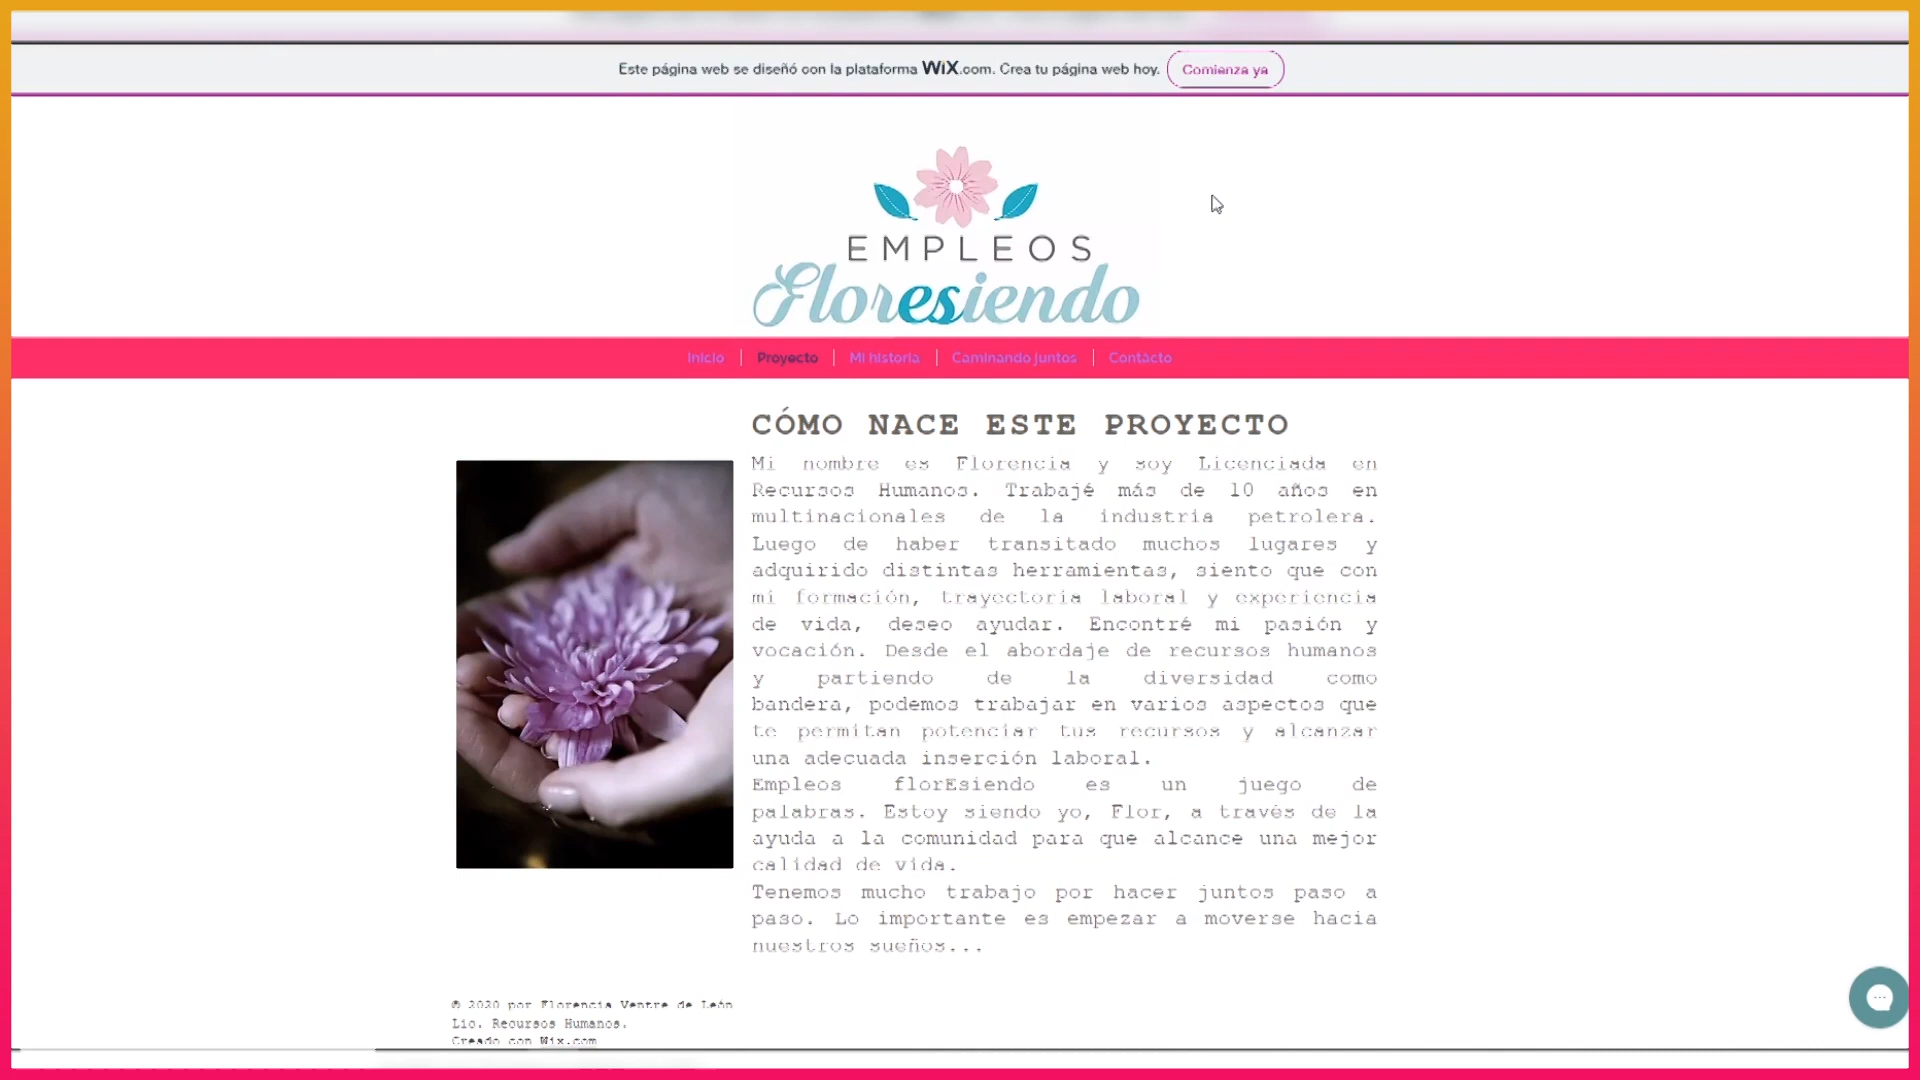 Este página web se diseñó con la plataforma WiX.com. Crea tu página web hoy. Comienza ya
EMPLEOS
Floresiendo
Inicio | Proyecto | Mi historia | Caminando juntos | Contacto
CÓMO NACE ESTE PROYECTO
Mi nombre es Florencia y soy Licenciada en
Recursos Humanos. Trabajé más de 10 años en
multinacionales de la industria petrolera.
Luego de haber transitado muchos lugares y
adquirido distintas herramientas, siento que con
mi formación, trayectoria laboral y experiencia
de vida, deseo ayudar. Encontré mi pasión y
vocación. Desde el abordaje de recursos humanos
y partiendo de la diversidad como
bandera, podemos trabajar en varios aspectos que
te permitan potenciar tus recursos y alcanzar
una adecuada inserción laboral.
Empleos florEsiendo es un juego de
palabras. Estoy siendo yo, Flor, a través de la
ayuda a la comunidad para que alcance una mejor
calidad de vida.
Tenemos mucho trabajo por hacer juntos paso a
paso. Lo importante es empezar a moverse hacia
nuestros sueños...
© 2020 por Florencia Ventre de León
Lic. Recursos Humanos.
Creado con Wix.com